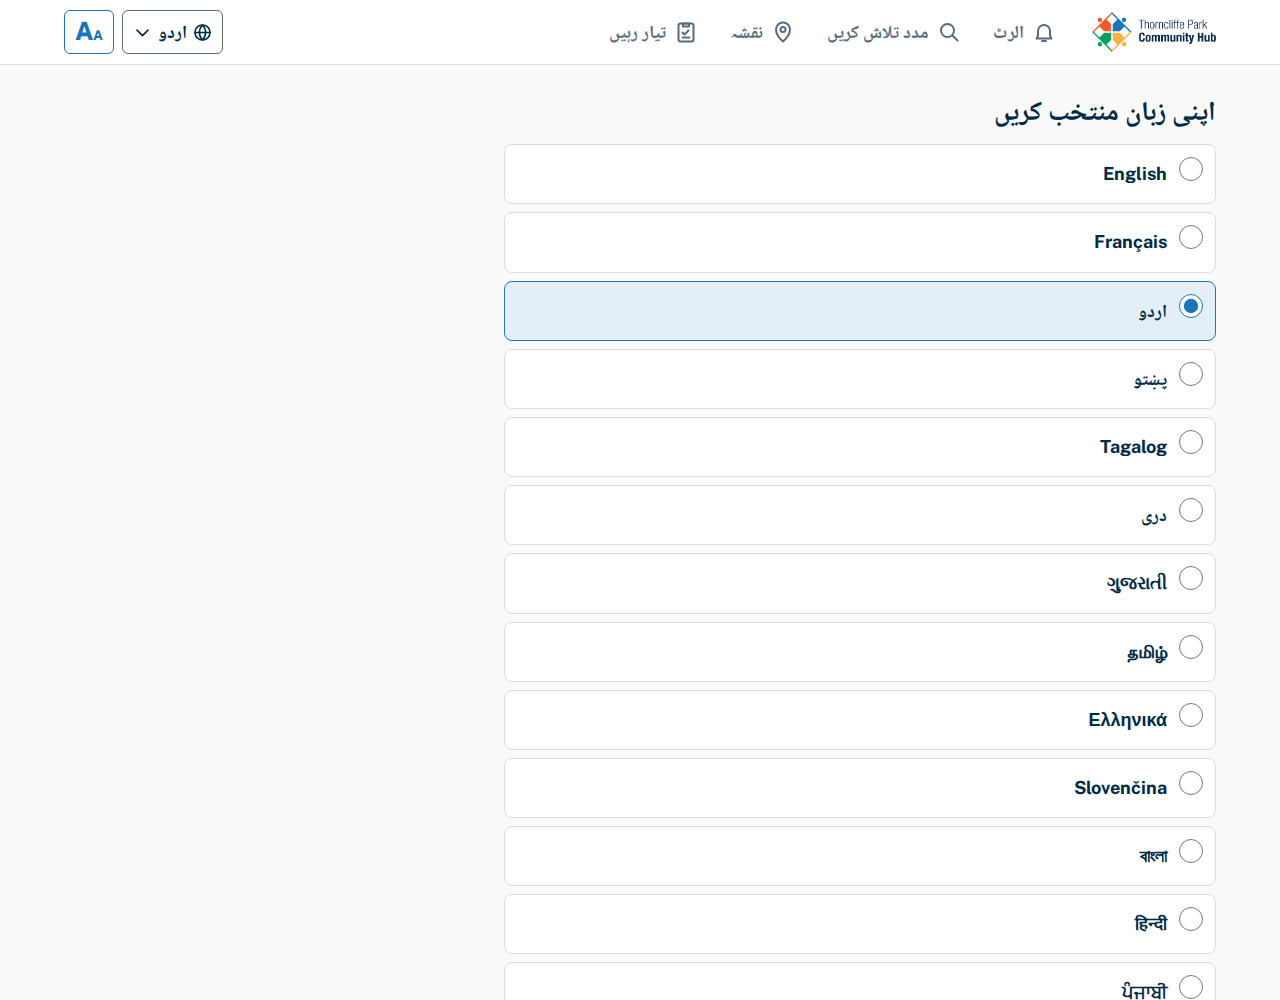 Thorncliffe Park
Community Hub
الرٹ
مدد تلاش کریں
نقشہ
تیار رہیں
اردو
AA
اپنی زبان منتخب کریں
English
Français
اردو
پښتو
Tagalog
دری
ગુજરાતી
தமிழ்
Ελληνικά
Slovenčina
বাংলা
हिन्दी
ਪੰਜਾਬੀ